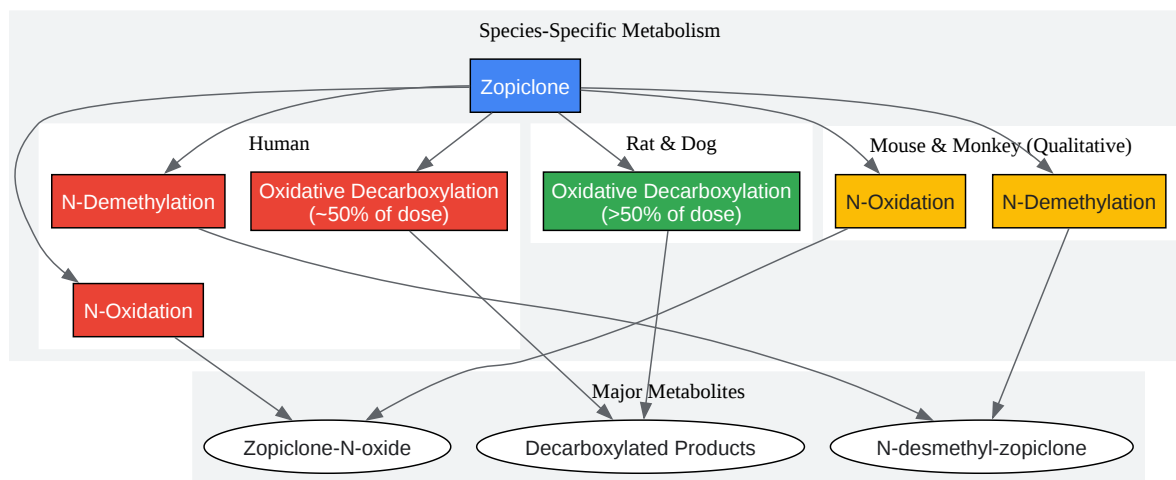 Species-Specific Metabolism
Zopiclone
Human
Rat & Dog
Mouse & Monkey (Qualitative)
N-Demethylation
Oxidative Decarboxylation
(~50% of dose)
Oxidative Decarboxylation
(>50% of dose)
N-Oxidation
N-Demethylation
N-Oxidation
Major Metabolites
Zopiclone-N-oxide
Decarboxylated Products
N-desmethyl-zopiclone